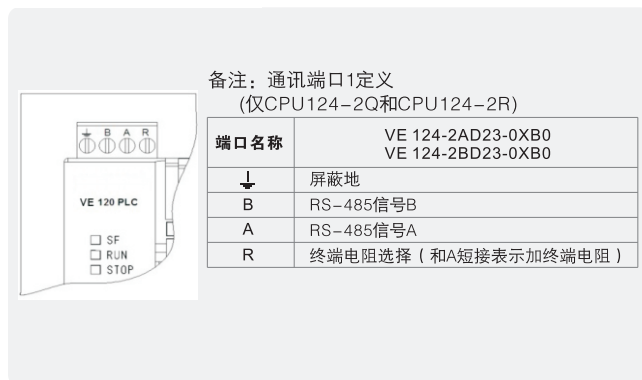 备注：通讯端口1定义
(仅CPU124-2Q和CPU124-2R)
B A R
VE 120 PLC
SF
RUN
STOP
端口名称 VE 124-2AD23-0XB0
VE 124-2BD23-0XB0
⏚ 屏蔽地
B RS-485信号B
A RS-485信号A
R 终端电阻选择（和A短接表示加终端电阻）